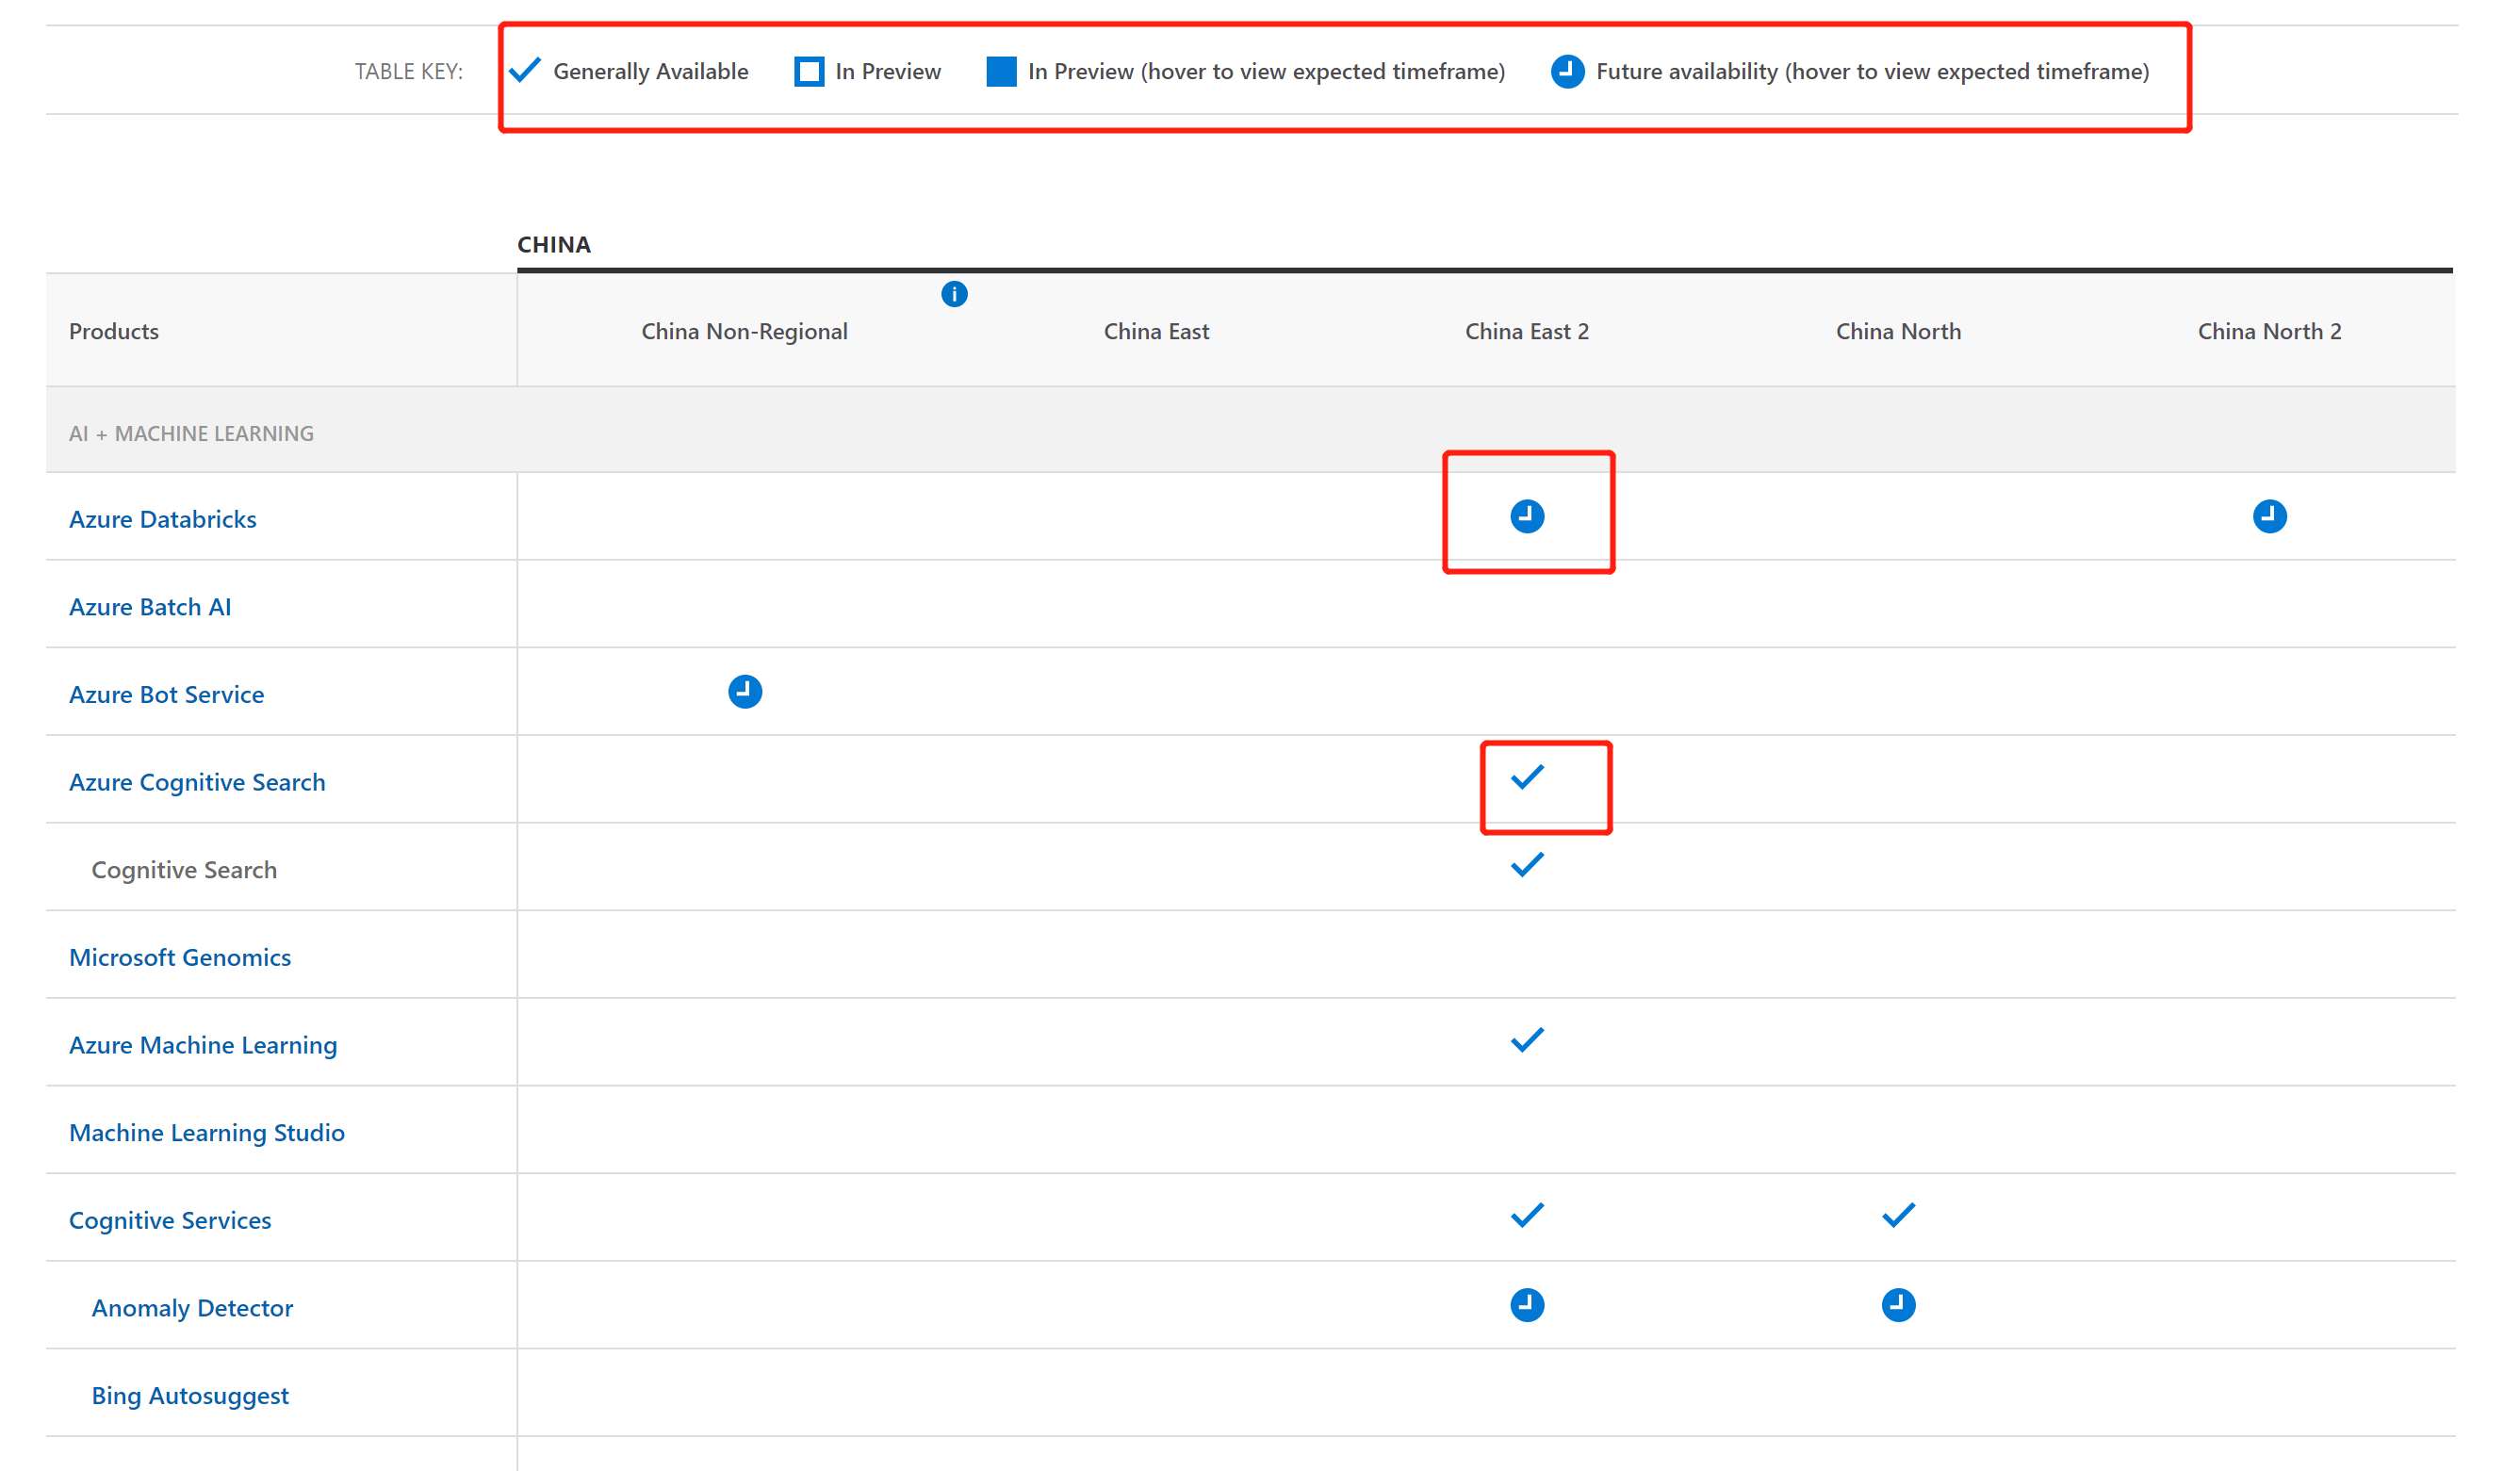 TABLE KEY: Generally Available In Preview In Preview (hover to view expected timeframe) Future availability (hover to view expected timeframe)
CHINA
Products China Non-Regional China East China East 2 China North China North 2
AI + MACHINE LEARNING
Azure Databricks
Azure Batch AI
Azure Bot Service
Azure Cognitive Search
Cognitive Search
Microsoft Genomics
Azure Machine Learning
Machine Learning Studio
Cognitive Services
Anomaly Detector
Bing Autosuggest